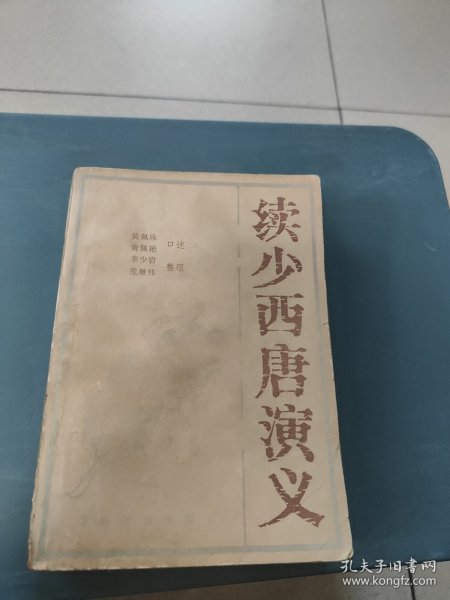 续少西唐演义
黄佩珠
黄佩艳 口述
李少岩
范继伟 整理
孔夫子旧书网
www.kongfz.com